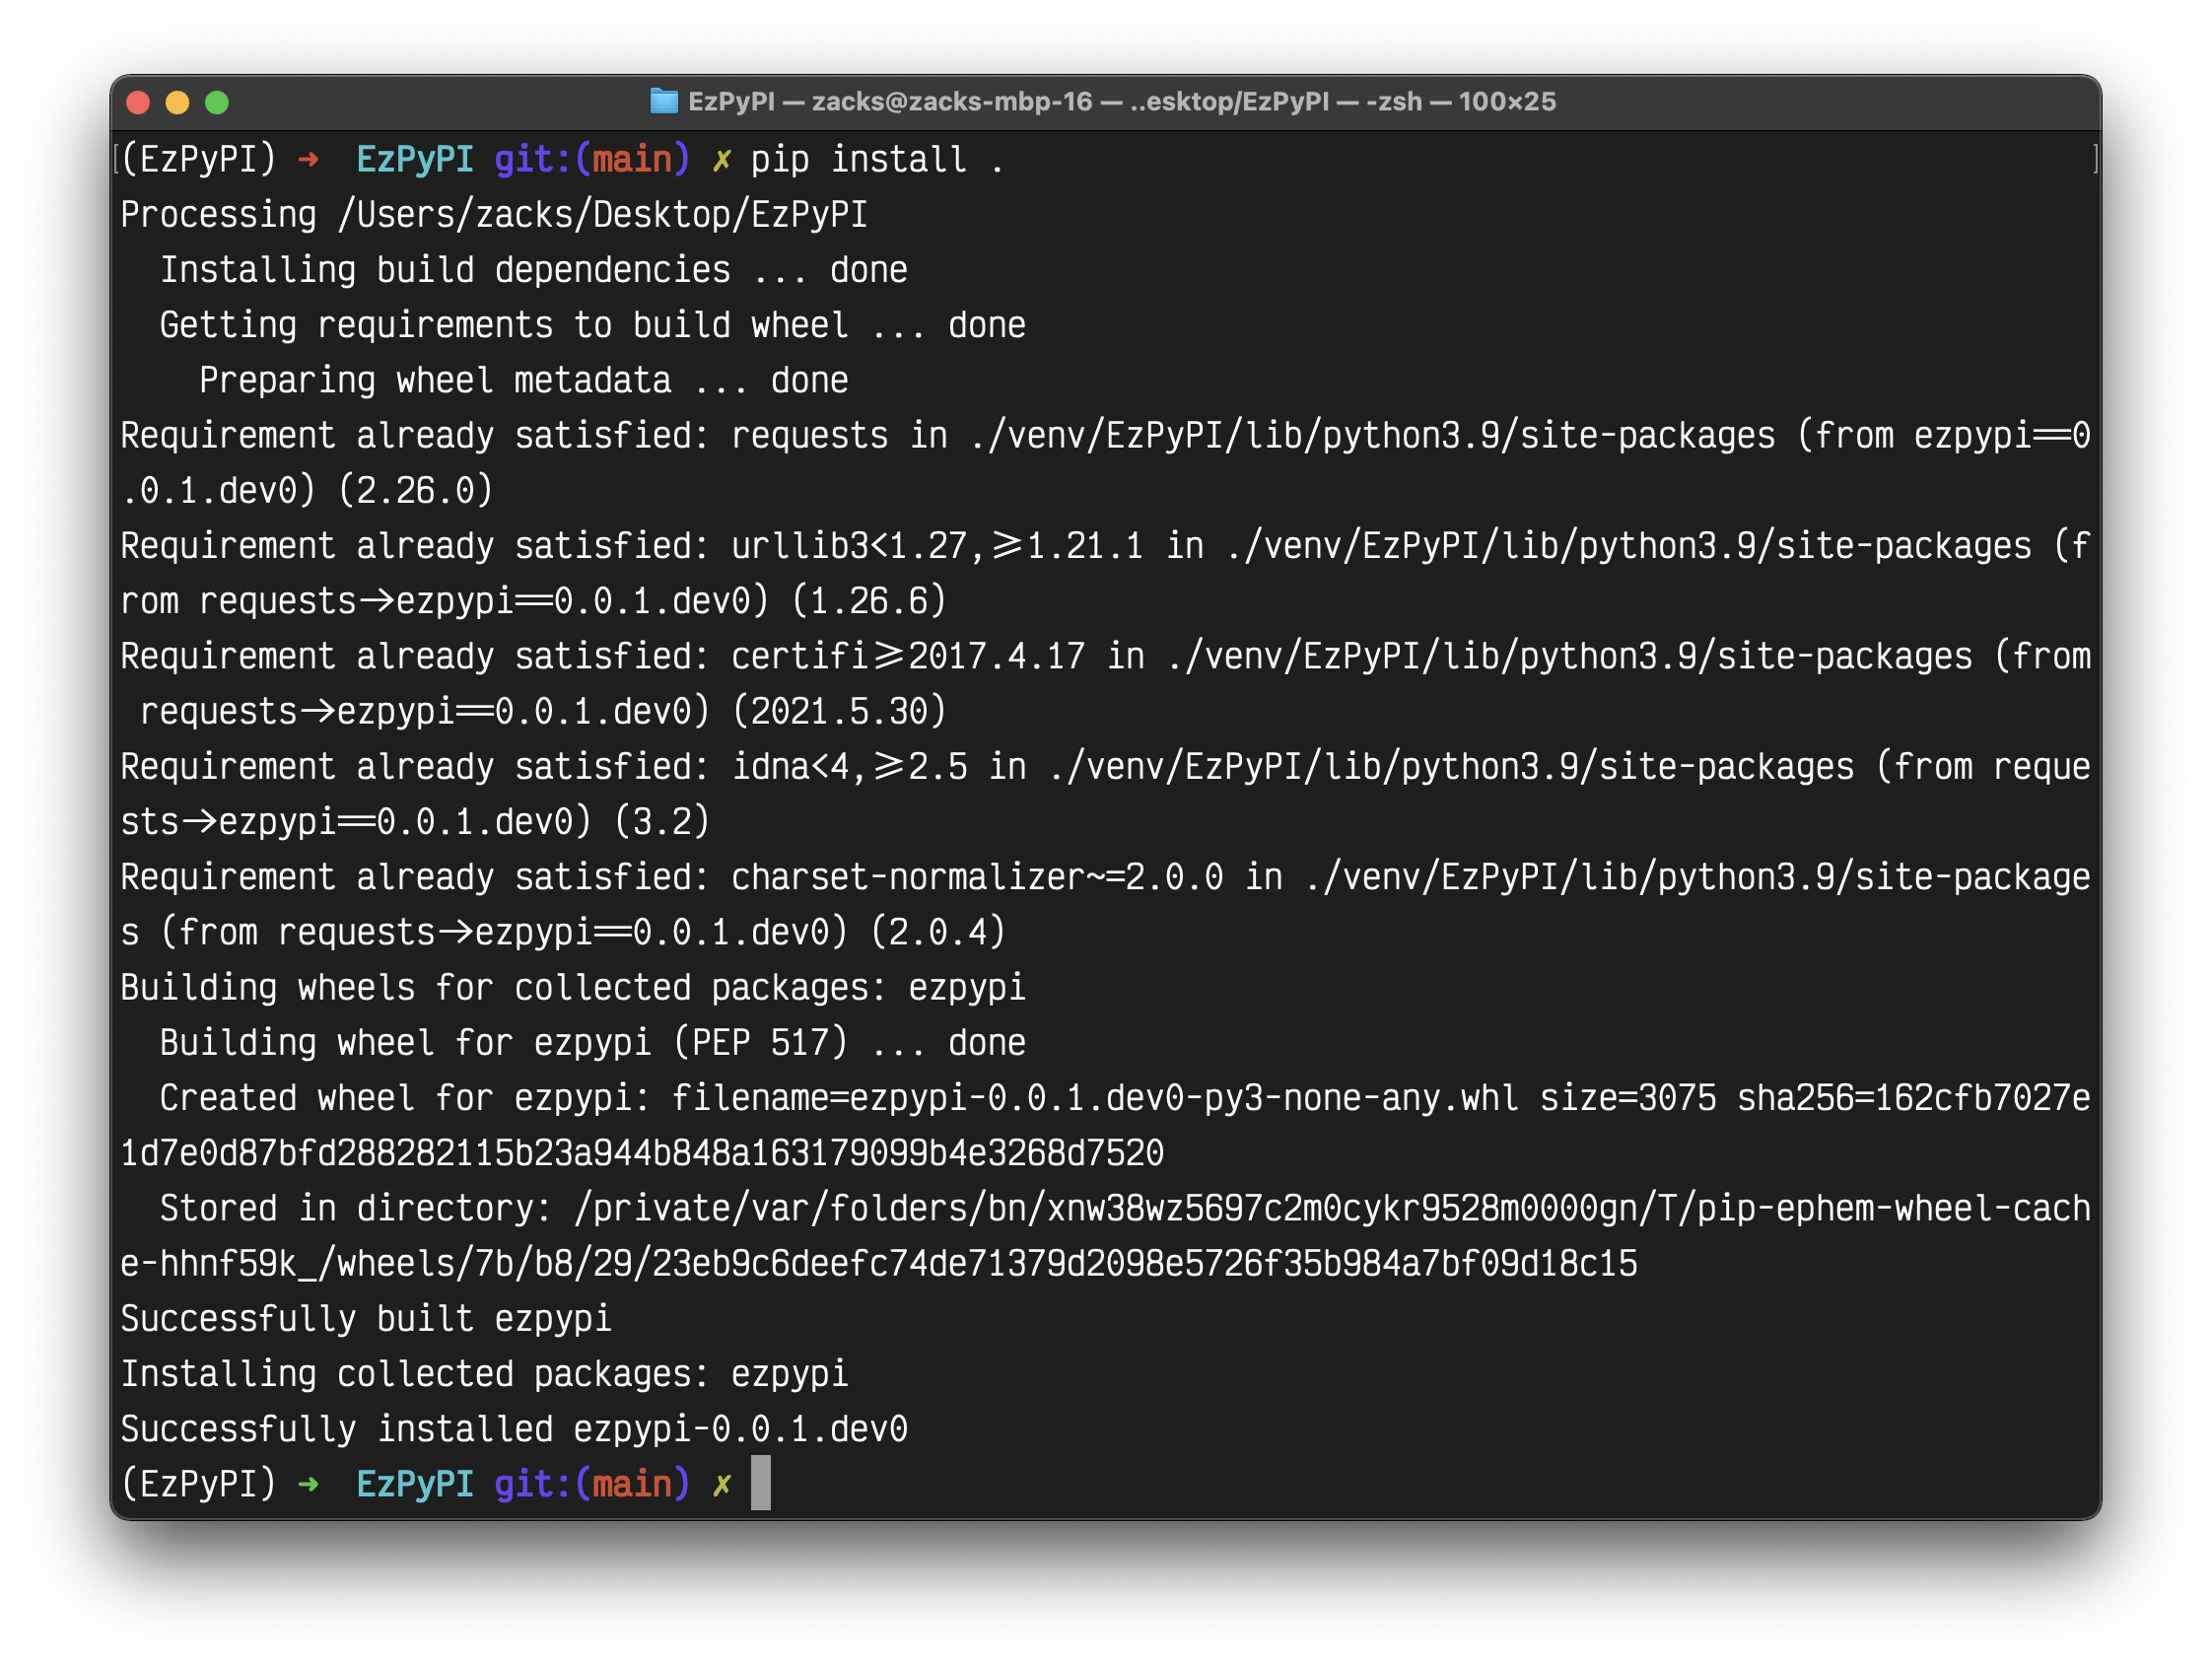 EzPyPI — zacks@zacks-mbp-16 — ..esktop/EzPyPI — -zsh — 100×25
[(EzPyPI) ➜  EzPyPI git:(main) ✗ pip install . ]
Processing /Users/zacks/Desktop/EzPyPI
  Installing build dependencies ... done
  Getting requirements to build wheel ... done
    Preparing wheel metadata ... done
Requirement already satisfied: requests in ./venv/EzPyPI/lib/python3.9/site-packages (from ezpypi==0
.0.1.dev0) (2.26.0)
Requirement already satisfied: urllib3<1.27,>=1.21.1 in ./venv/EzPyPI/lib/python3.9/site-packages (f
rom requests->ezpypi==0.0.1.dev0) (1.26.6)
Requirement already satisfied: certifi>=2017.4.17 in ./venv/EzPyPI/lib/python3.9/site-packages (from
 requests->ezpypi==0.0.1.dev0) (2021.5.30)
Requirement already satisfied: idna<4,>=2.5 in ./venv/EzPyPI/lib/python3.9/site-packages (from reque
sts->ezpypi==0.0.1.dev0) (3.2)
Requirement already satisfied: charset-normalizer~=2.0.0 in ./venv/EzPyPI/lib/python3.9/site-package
s (from requests->ezpypi==0.0.1.dev0) (2.0.4)
Building wheels for collected packages: ezpypi
  Building wheel for ezpypi (PEP 517) ... done
  Created wheel for ezpypi: filename=ezpypi-0.0.1.dev0-py3-none-any.whl size=3075 sha256=162cfb7027e
1d7e0d87bfd288282115b23a944b848a163179099b4e3268d7520
  Stored in directory: /private/var/folders/bn/xnw38wz5697c2m0cykr9528m0000gn/T/pip-ephem-wheel-cach
e-hhnf59k_/wheels/7b/b8/29/23eb9c6deefc74de71379d2098e5726f35b984a7bf09d18c15
Successfully built ezpypi
Installing collected packages: ezpypi
Successfully installed ezpypi-0.0.1.dev0
(EzPyPI) ➜  EzPyPI git:(main) ✗